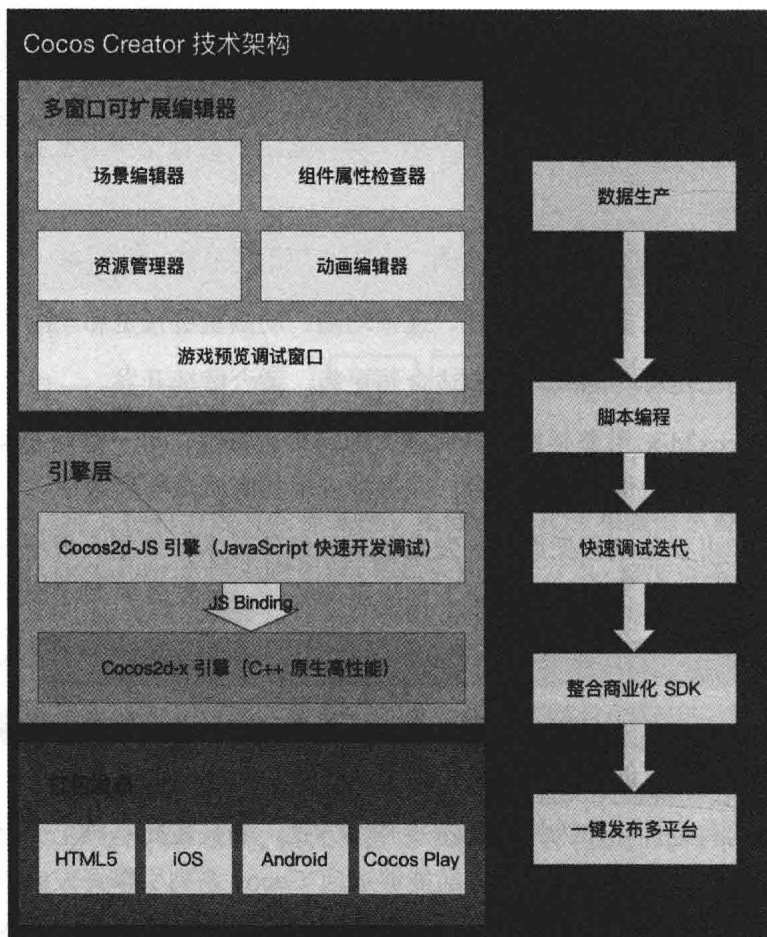 Cocos Creator 技术架构
多窗口可扩展编辑器
场景编辑器
组件属性检查器
资源管理器
动画编辑器
游戏预览调试窗口
引擎层
Cocos2d-JS 引擎（JavaScript 快速开发调试）
JS Binding
Cocos2d-x 引擎（C++ 原生高性能）
打包发布
HTML5
iOS
Android
Cocos Play
数据生产
脚本编程
快速调试迭代
整合商业化 SDK
一键发布多平台